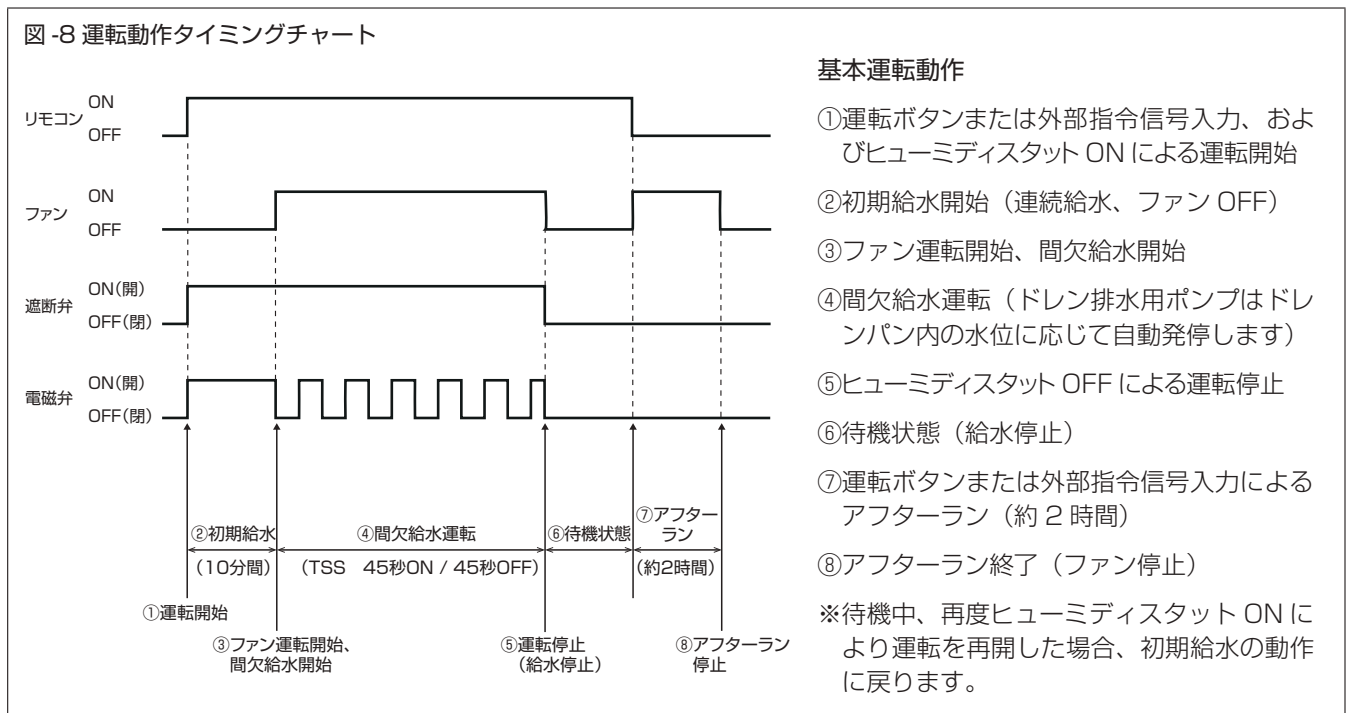 図-8 運転動作タイミングチャート
リモコン
ON
OFF
ファン
ON
OFF
遮断弁
ON(開)
OFF(閉)
電磁弁
ON(開)
OFF(閉)
②初期給水
(10分間)
④間欠給水運転
(TSS 45秒ON / 45秒OFF)
⑥待機状態
⑦アフター
ラン
(約2時間)
①運転開始
③ファン運転開始、
間欠給水開始
⑤運転停止
(給水停止)
⑧アフターラン
停止
基本運転動作
①運転ボタンまたは外部指令信号入力、およ
びヒューミディスタット ON による運転開始
②初期給水開始（連続給水、ファン OFF）
③ファン運転開始、間欠給水開始
④間欠給水運転（ドレン排水用ポンプはドレ
ンパン内の水位に応じて自動発停します）
⑤ヒューミディスタット OFF による運転停止
⑥待機状態（給水停止）
⑦運転ボタンまたは外部指令信号入力による
アフターラン（約 2 時間）
⑧アフターラン終了（ファン停止）
※待機中、再度ヒューミディスタット ON に
より運転を再開した場合、初期給水の動作
に戻ります。